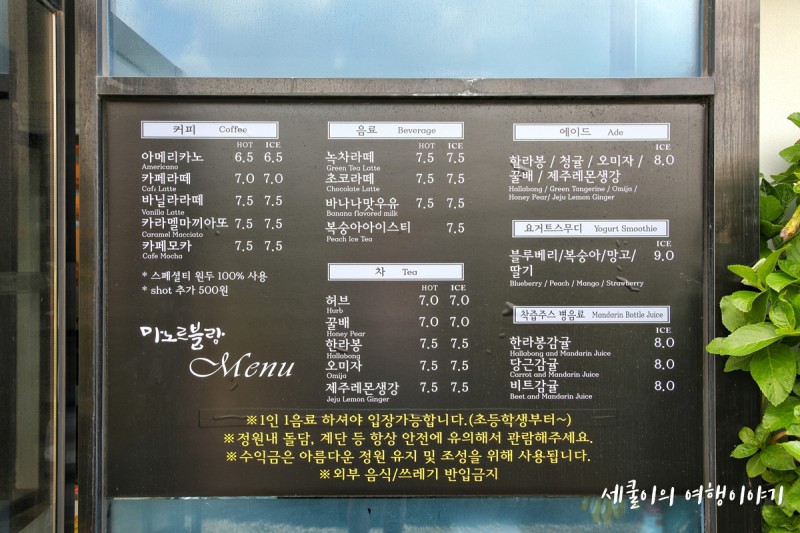 커피 Coffee
HOT ICE
아메리카노 6.5 6.5
Americano
카페라떼 7.0 7.0
Cafe Latte
바닐라라떼 7.5 7.5
Vanilla Latte
카라멜마끼아또 7.5 7.5
Caramel Macciato
카페모카 7.5 7.5
Cafe Mocha
* 스페셜티 원두 100% 사용
* shot 추가 500원
마노르블랑
Menu
음료 Beverage
HOT ICE
녹차라떼 7.5 7.5
Green Tea Latte
초코라떼 7.5 7.5
Chocolate Latte
바나나맛우유 7.5 7.5
Banana flavored milk
복숭아아이스티 7.5
Peach Ice Tea
차 Tea
HOT ICE
허브 7.0 7.0
Hurb
꿀배 7.0 7.0
Honey Pear
한라봉 7.5 7.5
Hallabong
오미자 7.5 7.5
Omija
제주레몬생강 7.5 7.5
Jeju Lemon Ginger
에이드 Ade
ICE
한라봉 / 청귤 / 오미자 / 8.0
꿀배 / 제주레몬생강
Hallabong / Green Tangerine / Omija /
Honey Pear/ Jeju Lemon Ginger
요거트스무디 Yogurt Smoothie
ICE
블루베리/복숭아/망고/ 9.0
딸기
Blueberry / Peach / Mango / Strawberry
착즙주스 병음료 Mandarin Bottle Juice
ICE
한라봉감귤 8.0
Hallabong and Mandarin Juice
당근감귤 8.0
Carrot and Mandarin Juice
비트감귤 8.0
Beet and Mandarin Juice
※1인 1음료 하셔야 입장가능합니다.(초등학생부터~)
※정원내 돌담, 계단 등 항상 안전에 유의해서 관람해주세요.
※수익금은 아름다운 정원 유지 및 조성을 위해 사용됩니다.
※외부 음식/쓰레기 반입금지
세쿨이의 여행이야기